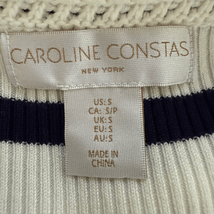 CAROLINE CONSTAS
NEW YORK
US: S
CA: S/P
UK: S
EU: S
AU: S
MADE IN
CHINA